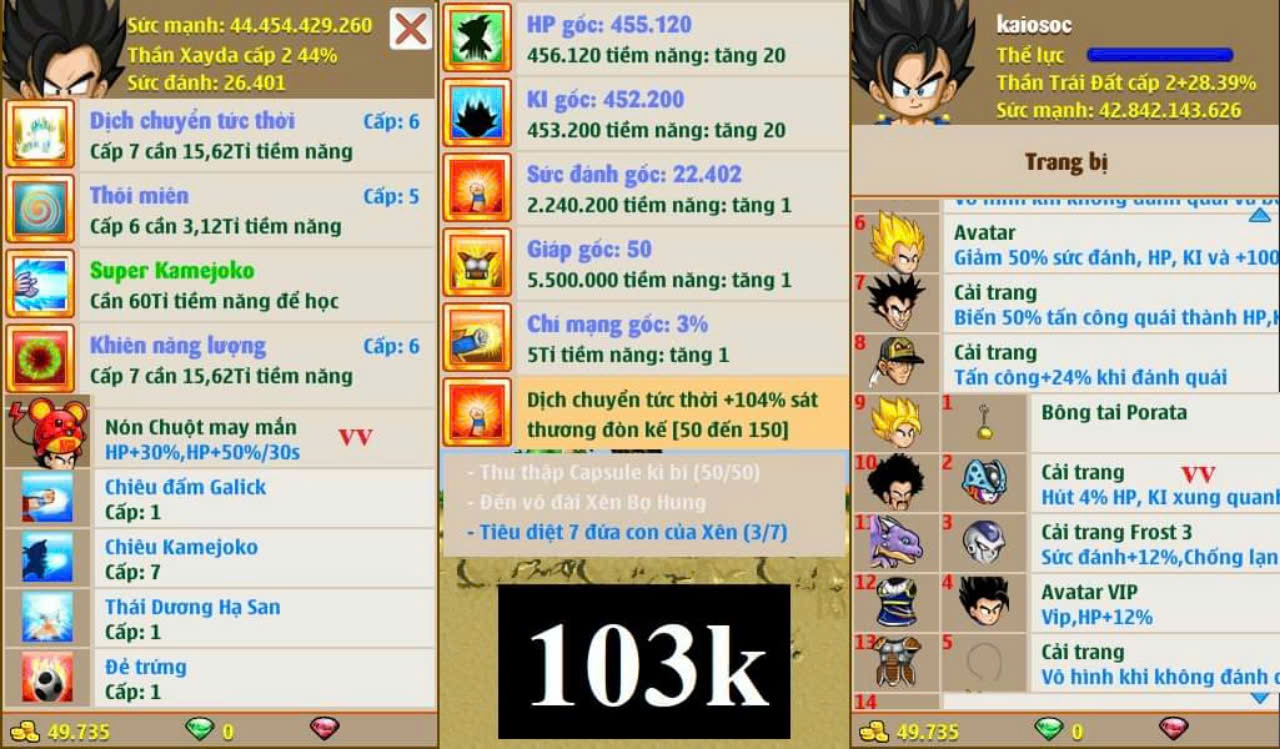 Sức mạnh: 44.454.429.260
Thần Xayda cấp 2 44%
Sức đánh: 26.401
Dịch chuyển tức thời Cấp: 6
Cấp 7 cần 15,62Tỉ tiềm năng
Thôi miên Cấp: 5
Cấp 6 cần 3,12Tỉ tiềm năng
Super Kamejoko
Cần 60Tỉ tiềm năng để học
Khiên năng lượng Cấp: 6
Cấp 7 cần 15,62Tỉ tiềm năng
Nón Chuột may mắn VV
HP+30%,HP+50%/30s
Chiêu đấm Galick
Cấp: 1
Chiêu Kamejoko
Cấp: 7
Thái Dương Hạ San
Cấp: 1
Đẻ trứng
Cấp: 1
49.735 0
HP gốc: 455.120
456.120 tiềm năng: tăng 20
KI gốc: 452.200
453.200 tiềm năng: tăng 20
Sức đánh gốc: 22.402
2.240.200 tiềm năng: tăng 1
Giáp gốc: 50
5.500.000 tiềm năng: tăng 1
Chí mạng gốc: 3%
5Tỉ tiềm năng: tăng 1
Dịch chuyển tức thời +104% sát
thương đòn kế [50 đến 150]
- Thu thập Capsule kì bí (50/50)
- Đến võ đài Xên Bọ Hung
- Tiêu diệt 7 đứa con của Xên (3/7)
103k
kaiosoc
Thể lực
Thần Trái Đất cấp 2+28.39%
Sức mạnh: 42.842.143.626
Trang bị
Vô hình khi không đánh quái và
6 Avatar
Giảm 50% sức đánh, HP, KI và +100
7 Cải trang
Biến 50% tấn công quái thành HP,
8 Cải trang
Tấn công+24% khi đánh quái
9 1 Bông tai Porata
10 2 Cải trang VV
Hút 4% HP, KI xung quanh
11 3 Cải trang Frost 3
Sức đánh+12%,Chống lạn
12 4 Avatar VIP
Vip,HP+12%
13 5 Cải trang
Vô hình khi không đánh
14
49.735 0